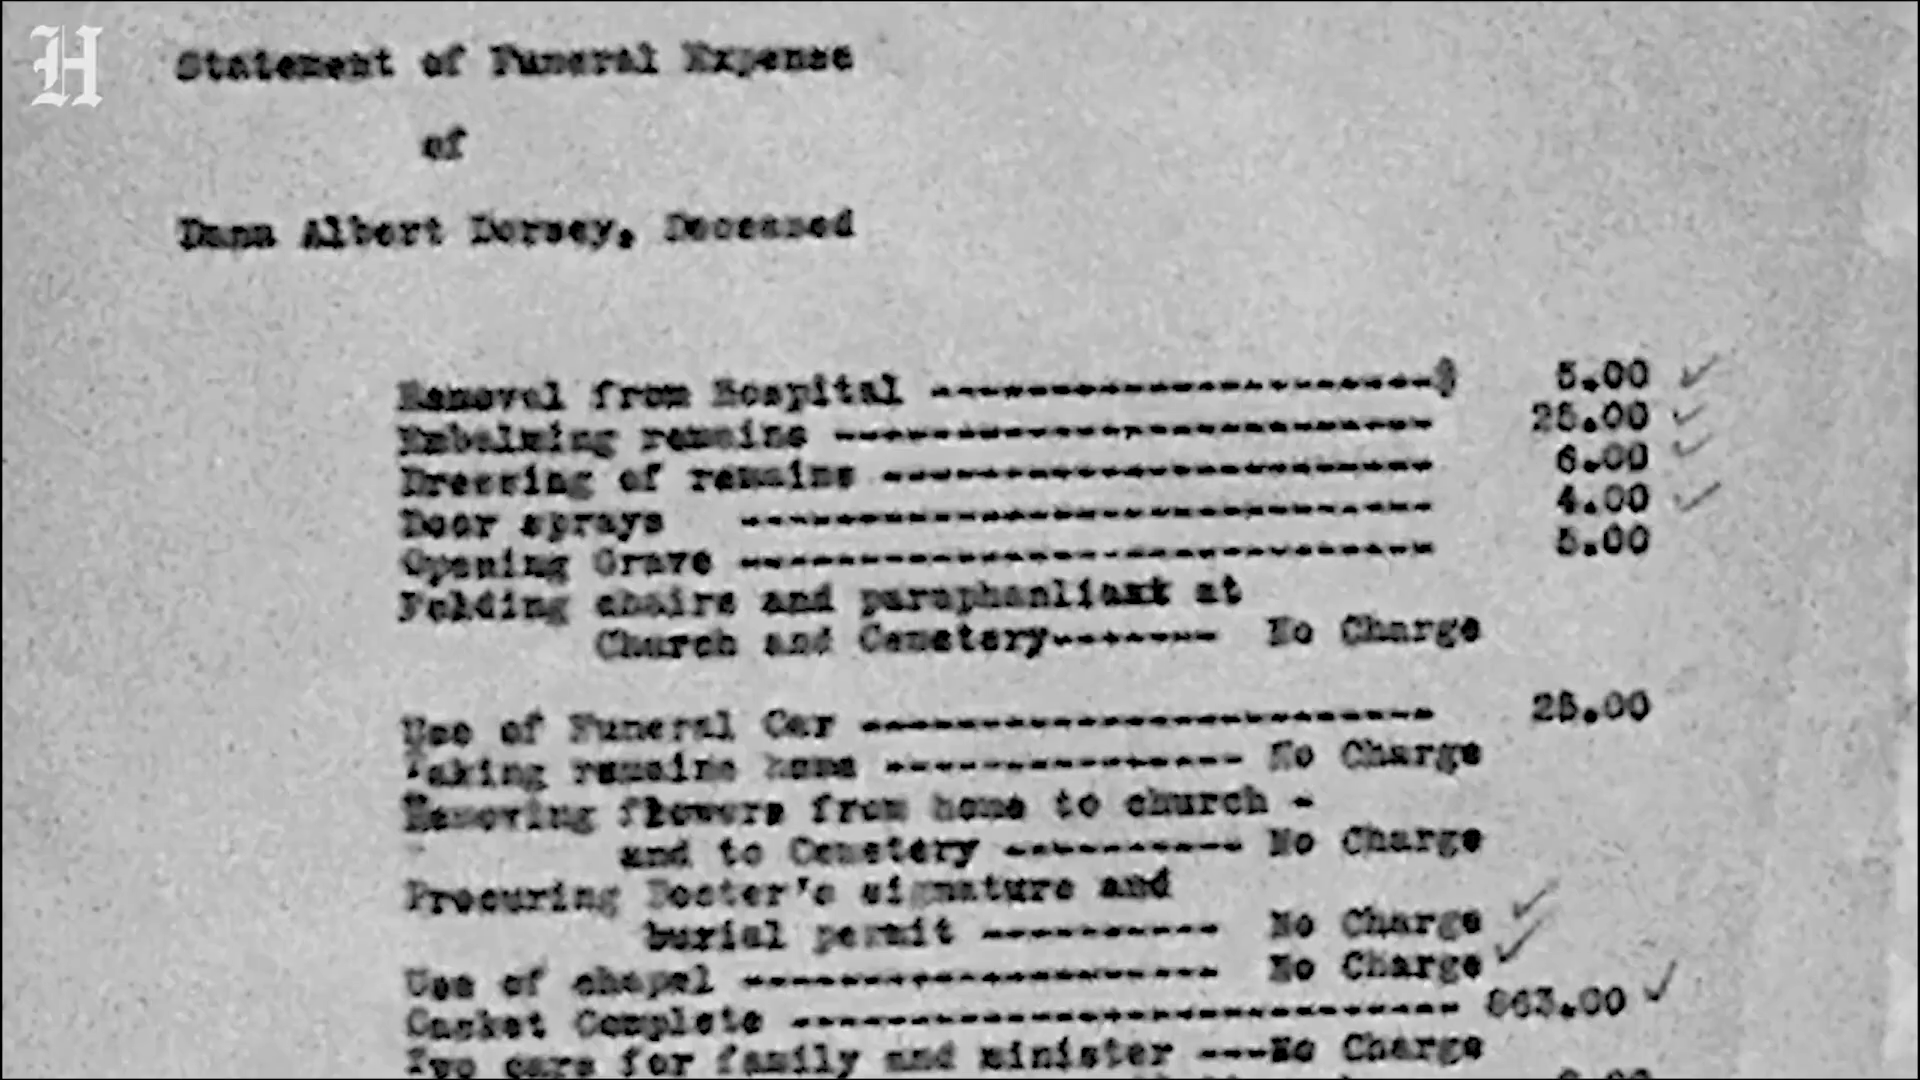 H
Statement of Funeral Expense
of
Dana Albert Dorsey, Deceased
Removal from Hospital ----------------------$ 5.00
Embalming remains -------------------------- 25.00
Dressing of remains ------------------------ 6.00
Door sprays ------------------------------ 4.00
Opening Grave ------------------------------ 5.00
Folding chairs and paraphanliaxt at
Church and Cemetery------- No Charge
Use of Funeral Car ------------------------- 25.00
Taking remains home --------------- No Charge
Removing flowers from home to church -
and to Cemetery ---------- No Charge
Procuring Docter's signature and
burial permit ---------- No Charge
Use of chapel -------------------- No Charge
Casket Complete ---------------------------- 63.00
Two cars for family and minister ---No Charge